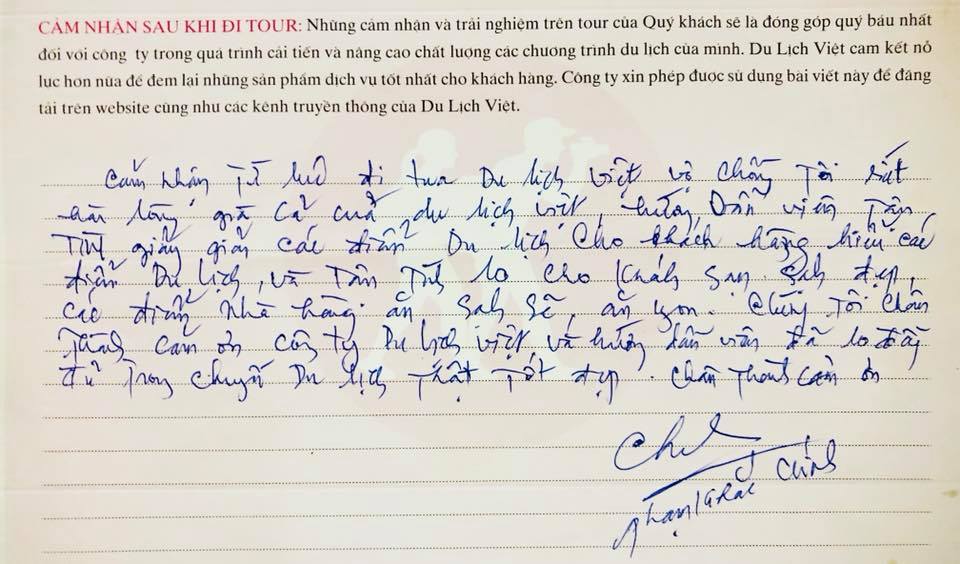 CẢM NHẬN SAU KHI ĐI TOUR: Những cảm nhận và trải nghiệm trên tour của Quý khách sẽ là đóng góp quý báu nhất
đối với công ty trong quá trình cải tiến và nâng cao chất lượng các chương trình du lịch của mình. Du Lịch Việt cam kết nỗ
lực hơn nữa để đem lại những sản phẩm dịch vụ tốt nhất cho khách hàng. Công ty xin phép được sử dụng bài viết này để đăng
tải trên website cũng như các kênh truyền thông của Du Lịch Việt.
Cảm nhận đi tua Du lịch Việt vợ chồng Tôi rất
hài lòng giá cả của du lịch việt, hướng Dẫn viên Tận
Tình giảng giải các điểm Du lịch cho khách hàng hiểu các
điểm Du lịch, và Tận Tình lo cho khách sạn sạch đẹp,
các điểm nhà hàng ăn sạch sẽ, ăn ngon. Chúng Tôi chân
thành cảm ơn công ty Du lịch việt và hướng dẫn viên đã lo đầy
đủ Trong chuyến Du lịch Thật Tốt đẹp. chân Thành cảm ơn
Phạm Khắc Chính